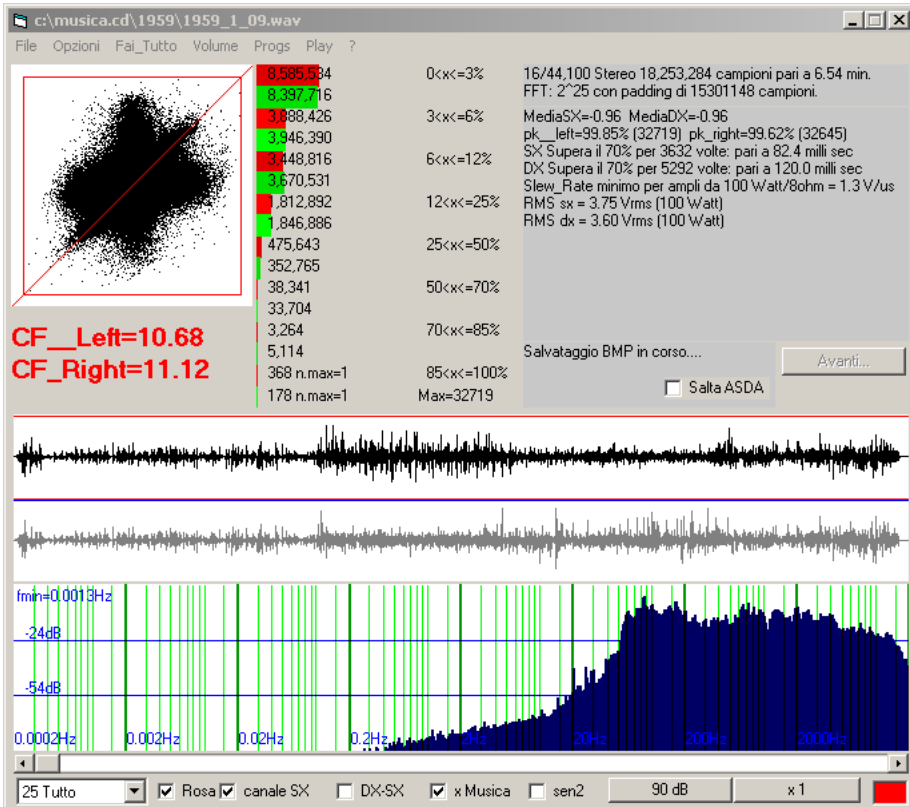 c:\musica.cd\1959\1959_1_09.wav
File Opzioni Fai_Tutto Volume Progs Play ?
8,585,534 0<x<=3%
8,397,716
3,888,426 3<x<=6%
3,946,390
3,448,816 6<x<=12%
3,670,531
1,812,892 12<x<=25%
1,846,886
475,643 25<x<=50%
352,765
38,341 50<x<=70%
33,704
3,264 70<x<=85%
5,114
368 n.max=1 85<x<=100%
178 n.max=1 Max=32719
CF__Left=10.68
CF_Right=11.12
16/44,100 Stereo 18,253,284 campioni pari a 6.54 min.
FFT: 2^25 con padding di 15301148 campioni.
MediaSX=-0.96 MediaDX=-0.96
pk__left=99.85% (32719) pk_right=99.62% (32645)
SX Supera il 70% per 3632 volte: pari a 82.4 milli sec
DX Supera il 70% per 5292 volte: pari a 120.0 milli sec
Slew_Rate minimo per ampli da 100 Watt/8ohm = 1.3 V/us
RMS sx = 3.75 Vrms (100 Watt)
RMS dx = 3.60 Vrms (100 Watt)
Salvataggio BMP in corso....
Avanti...
Salta ASDA
fmin=0.0013Hz
-24dB
-54dB
0.0002Hz 0.002Hz 0.02Hz 0.2Hz 2Hz 20Hz 200Hz 2000Hz
25 Tutto Rosa canale SX DX-SX x Musica sen2 90 dB x 1